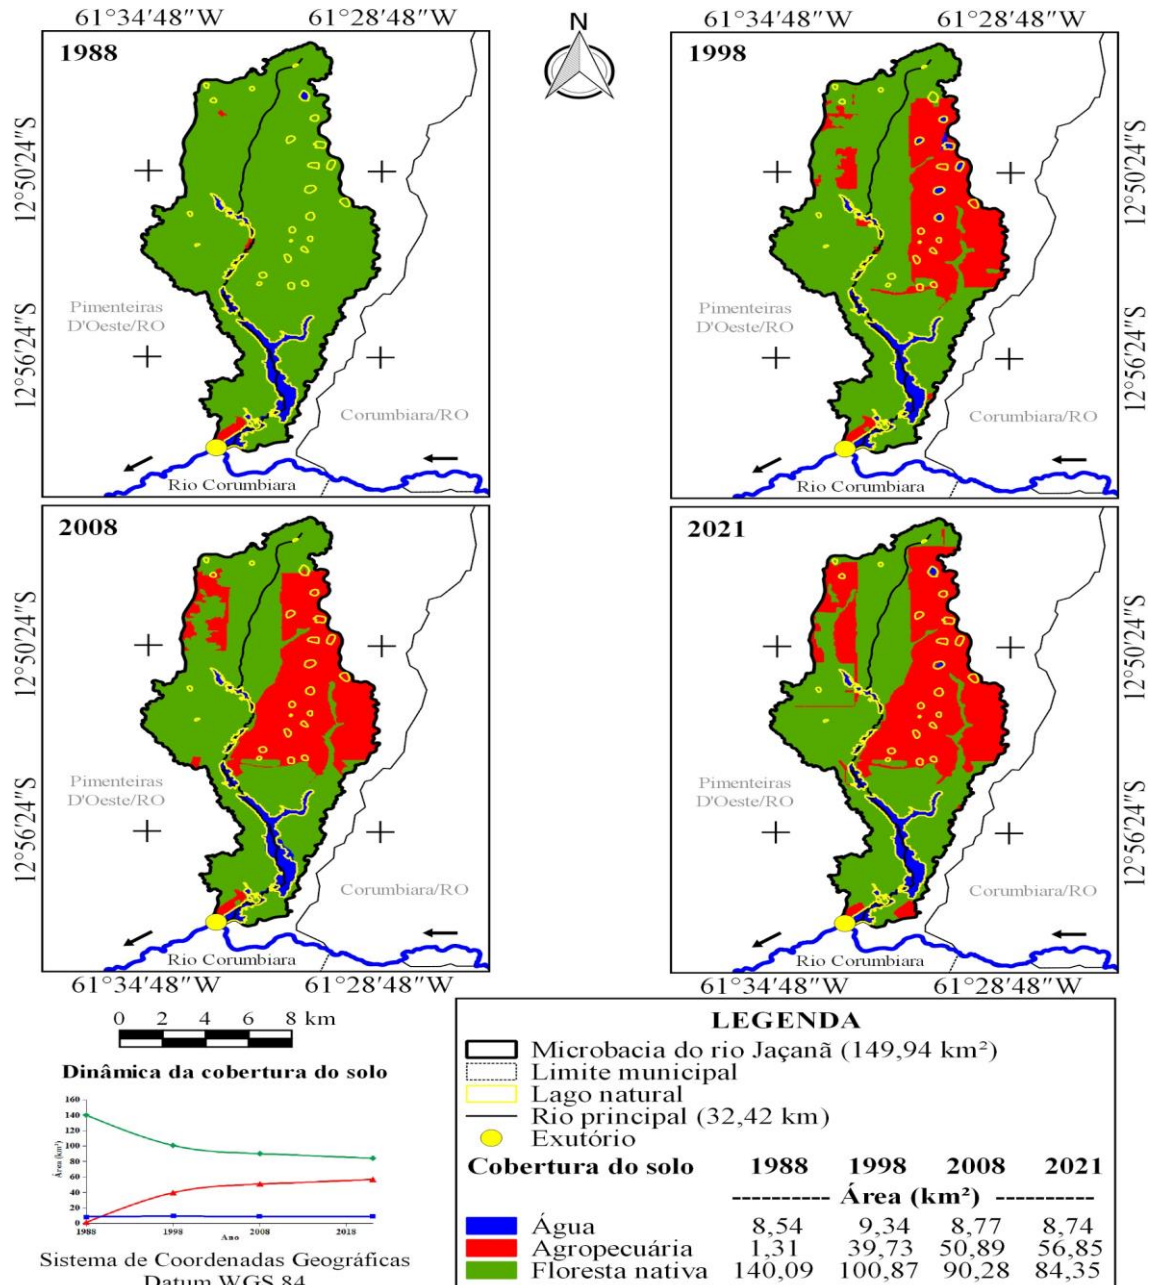 61°34′48″W 61°28′48″W N 61°34′48″W 61°28′48″W
1988
1998
12°50′24″S
12°50′24″S
Pimenteiras
D'Oeste/RO
Pimenteiras
D'Oeste/RO
12°56′24″S
12°56′24″S
Corumbiara/RO
Corumbiara/RO
Rio Corumbiara
Rio Corumbiara
2008
2021
12°50′24″S
12°50′24″S
Pimenteiras
D'Oeste/RO
Pimenteiras
D'Oeste/RO
12°56′24″S
12°56′24″S
Corumbiara/RO
Corumbiara/RO
Rio Corumbiara
Rio Corumbiara
61°34′48″W 61°28′48″W 61°34′48″W 61°28′48″W
0 2 4 6 8 km
Dinâmica da cobertura do solo
160
140
120
100
80
60
40
20
0
Área (km²)
1988 1998 2008 2018
Ano
Sistema de Coordenadas Geográficas
Datum WGS 84
LEGENDA
Microbacia do rio Jaçanã (149,94 km²)
Limite municipal
Lago natural
Rio principal (32,42 km)
Exutório
Cobertura do solo 1988 1998 2008 2021
---------- Área (km²) ----------
Água 8,54 9,34 8,77 8,74
Agropecuária 1,31 39,73 50,89 56,85
Floresta nativa 140,09 100,87 90,28 84,35